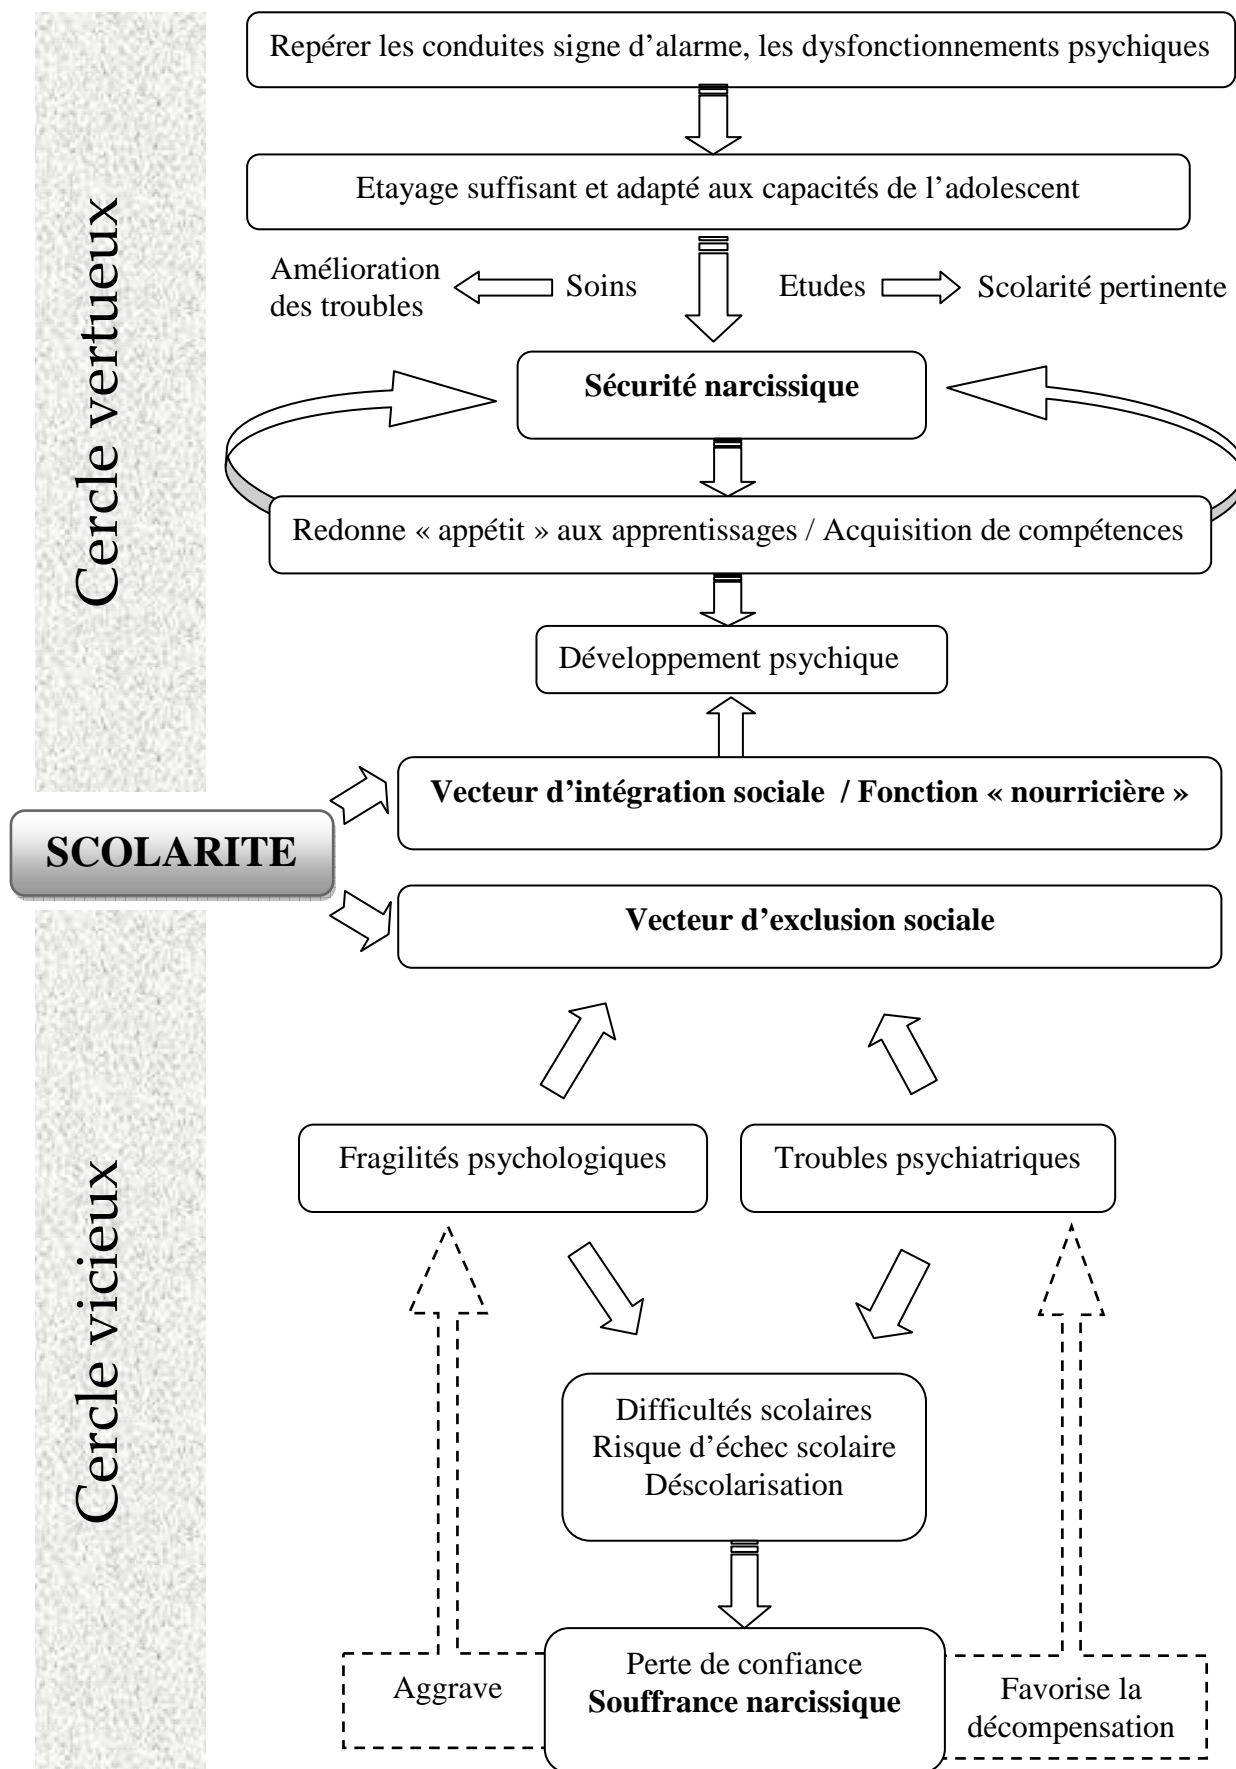 Cercle vertueux
Repérer les conduites signe d’alarme, les dysfonctionnements psychiques
Etayage suffisant et adapté aux capacités de l’adolescent
Amélioration
des troubles
Soins
Etudes
Scolarité pertinente
Sécurité narcissique
Redonne « appétit » aux apprentissages / Acquisition de compétences
Développement psychique
Vecteur d’intégration sociale / Fonction « nourricière »
SCOLARITE
Vecteur d’exclusion sociale
Cercle vicieux
Fragilités psychologiques
Troubles psychiatriques
Difficultés scolaires
Risque d’échec scolaire
Déscolarisation
Aggrave
Perte de confiance
Souffrance narcissique
Favorise la
décompensation